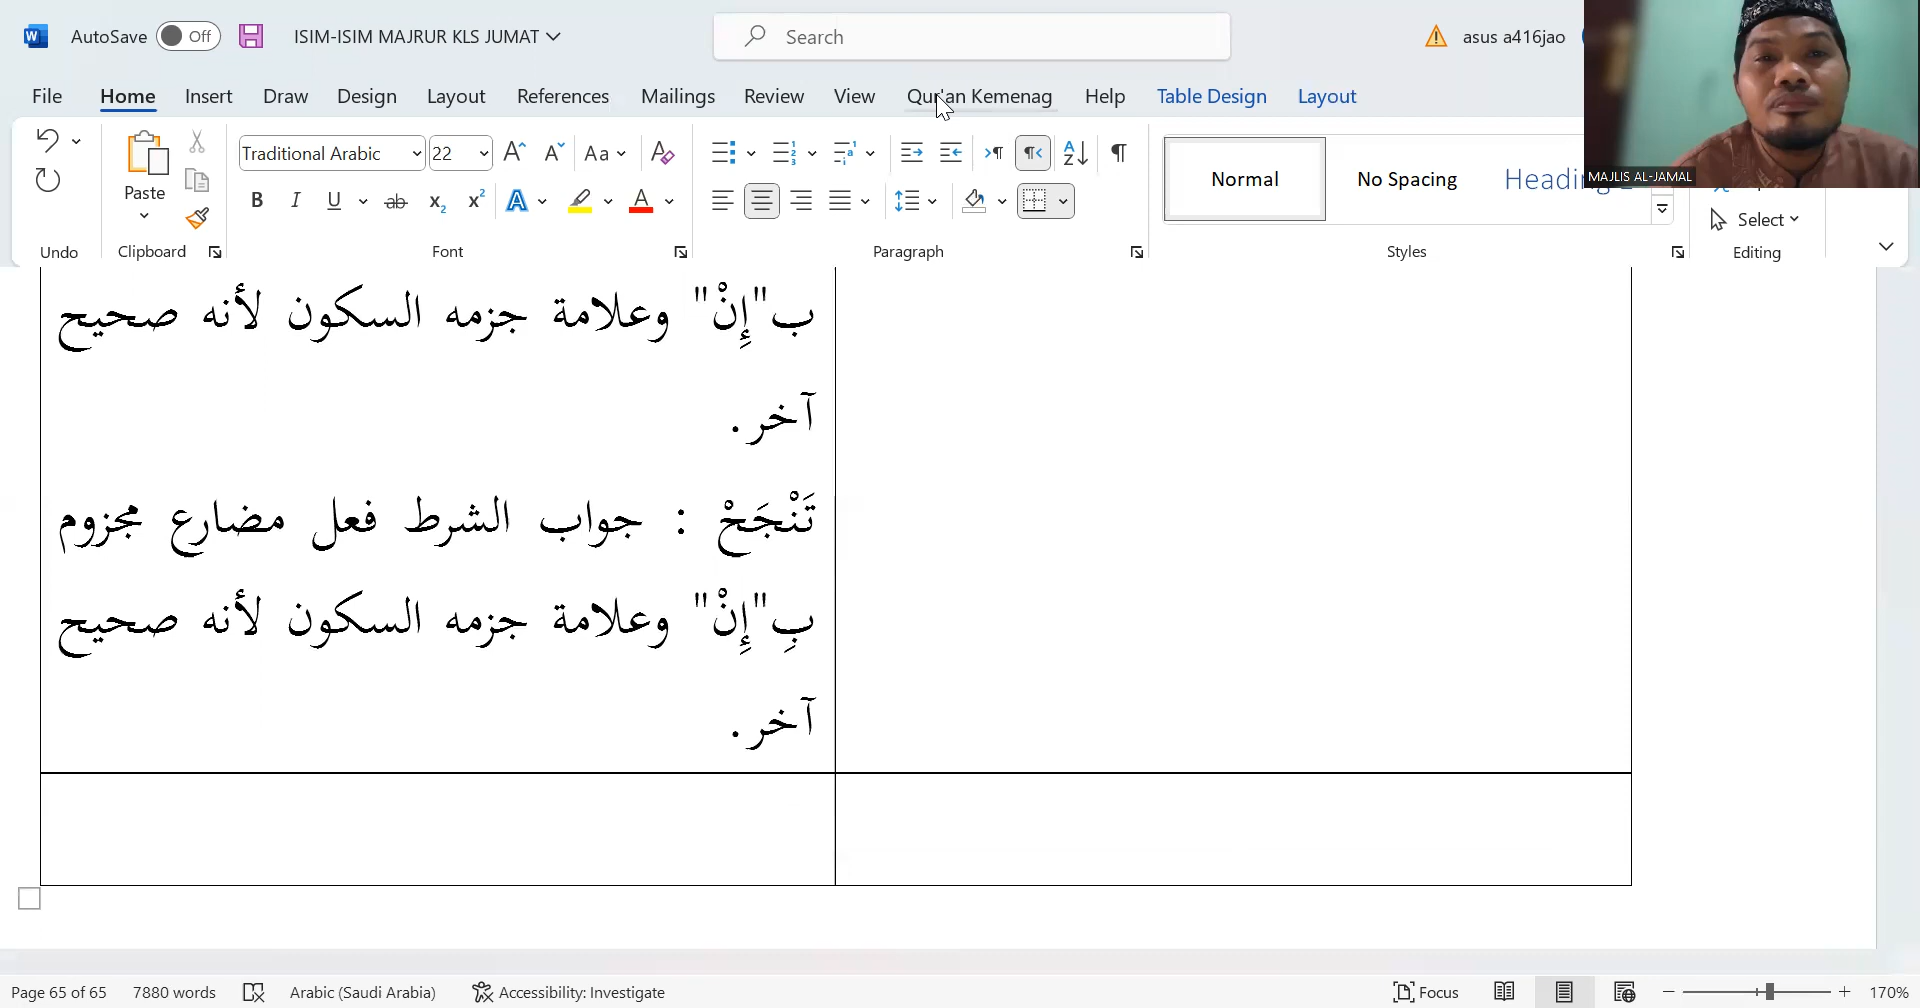 AutoSave Off ISIM-ISIM MAJRUR KLS JUMAT Search asus a416jao
File Home Insert Draw Design Layout References Mailings Review View Qur'an Kemenag Help Table Design Layout
Traditional Arabic 22 Aa
Paste
Normal No Spacing Heading
MAJLIS AL-JAMAL
Select
Undo Clipboard Font Paragraph Styles Editing
ب"إِنْ" وعلامة جزمه السكون لأنه صحيح
آخر.
تَنْجَحْ : جواب الشرط فعل مضارع مجزوم
بِ"إِنْ" وعلامة جزمه السكون لأنه صحيح
آخر.
Page 65 of 65 7880 words Arabic (Saudi Arabia) Accessibility: Investigate Focus 170%